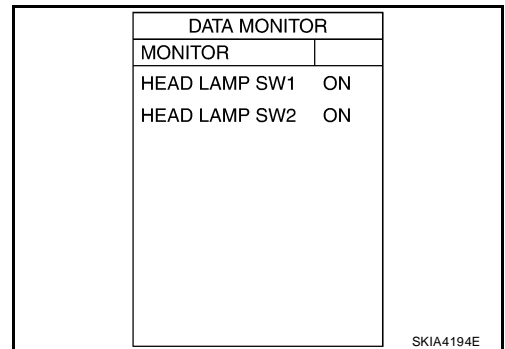 DATA MONITOR
MONITOR
HEAD LAMP SW1 ON
HEAD LAMP SW2 ON
SKIA4194E